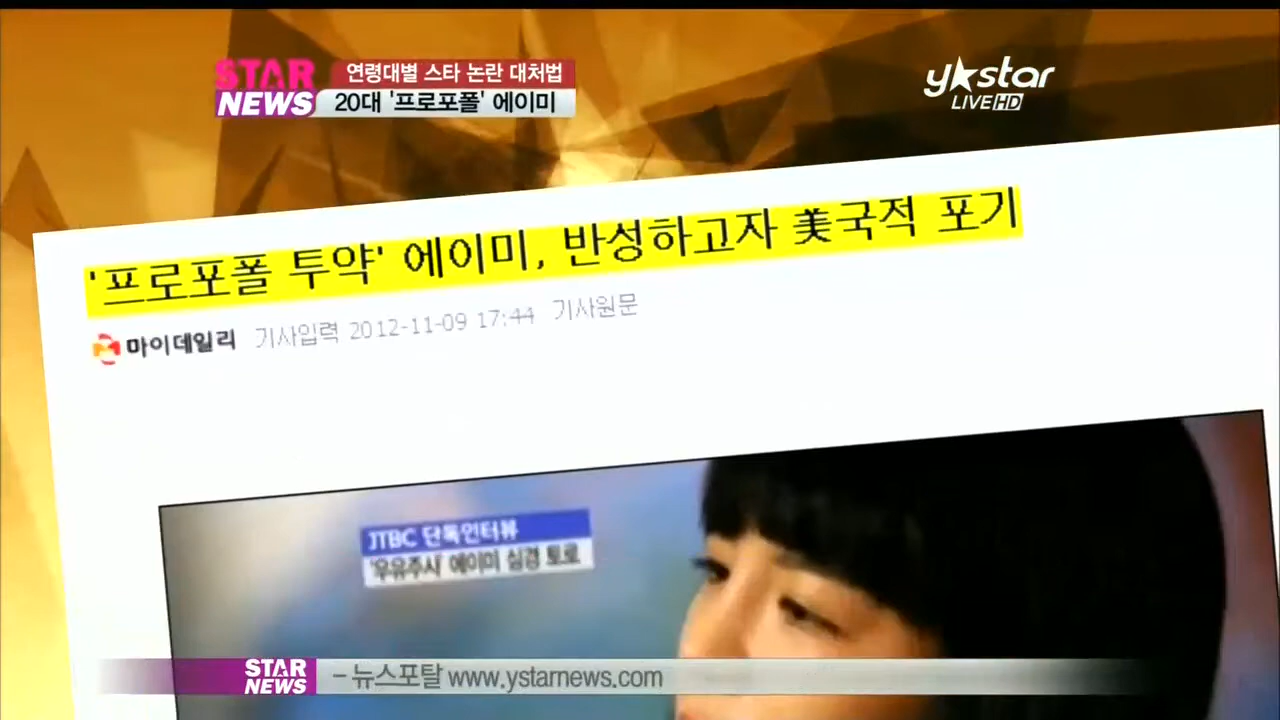 STAR NEWS
연령대별 스타 논란 대처법
20대 '프로포폴' 에이미
ystar
LIVE HD
'프로포폴 투약' 에이미, 반성하고자 美국적 포기
마이데일리 기사입력 2012-11-09 17:44 기사원문
JTBC 단독인터뷰
'우유주사' 에이미 심경 토로
STAR NEWS
- 뉴스포탈 www.ystarnews.com